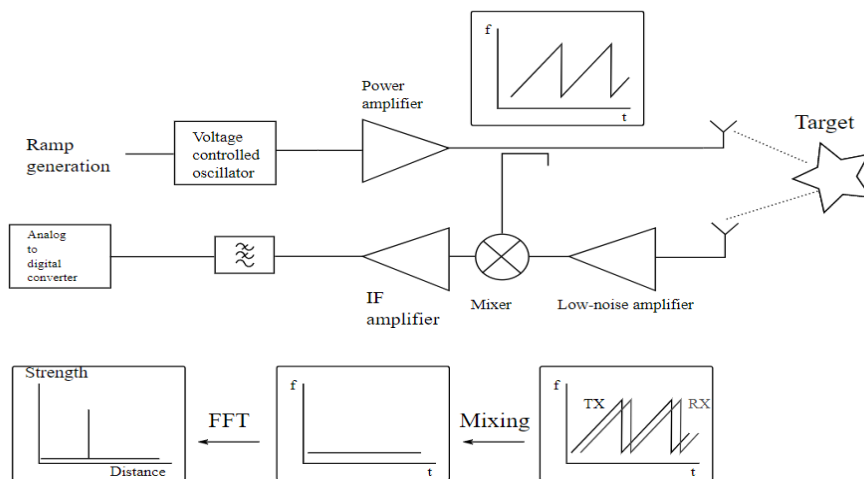 f
t
Power
amplifier
Target
Ramp
generation
Voltage
controlled
oscillator
Analog
to
digital
converter
IF
amplifier
Mixer
Low-noise amplifier
Strength
Distance
FFT
f
t
Mixing
f
TX
RX
t